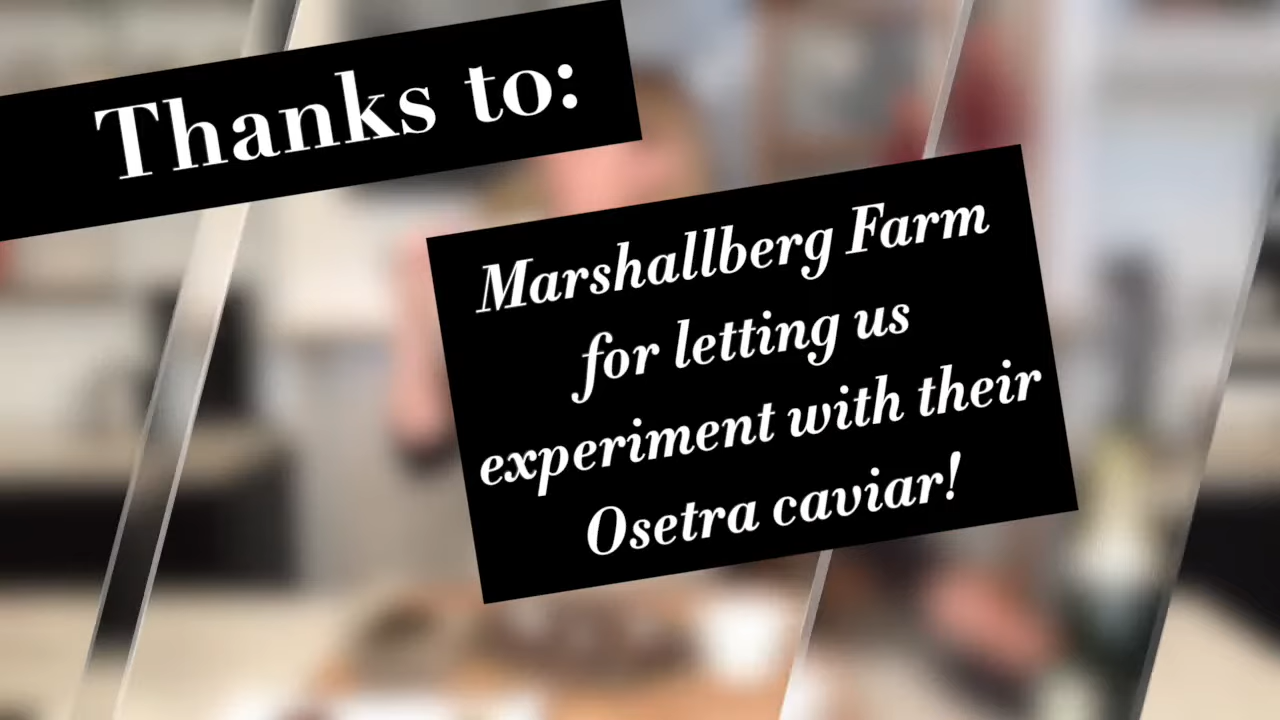 Thanks to:
Marshallberg Farm
for letting us
experiment with their
Osetra caviar!